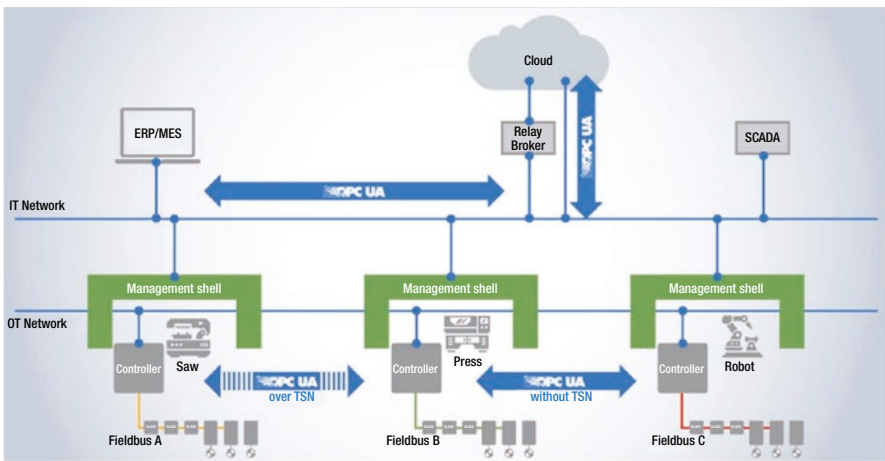 Cloud
ERP/MES
Relay
Broker
SCADA
OPC UA
OPC UA
IT Network
Management shell
Management shell
Management shell
OT Network
Controller
Saw
Controller
Press
Controller
Robot
OPC UA
over TSN
OPC UA
without TSN
Fieldbus A
Fieldbus B
Fieldbus C